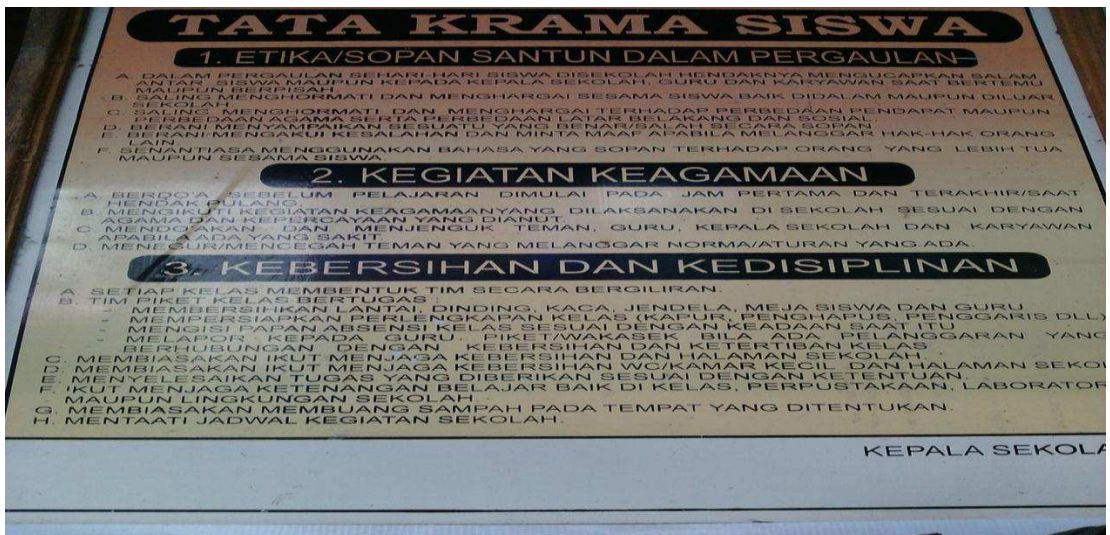 TATA KRAMA SISWA
1. ETIKA/SOPAN SANTUN DALAM PERGAULAN
A. DALAM PERGAULAN SEHARI-HARI SISWA DISEKOLAH HENDAKNYA MENGUCAPKAN SALAM
ANTAR SISWA MAUPUN KEPADA KEPALA SEKOLAH, GURU DAN KARYAWAN SAAT BERTEMU
MAUPUN BERPISAH.
B. SALING MENGHORMATI DAN MENGHARGAI SESAMA SISWA BAIK DIDALAM MAUPUN DILUAR
SEKOLAH.
C. SALING MENGHORMATI DAN MENGHARGAI TERHADAP PERBEDAAN PENDAPAT MAUPUN
PERBEDAAN AGAMA SERTA PERBEDAAN LATAR BELAKANG DAN SOSIAL.
D. BERANI MENYAMPAIKAN SESUATU YANG BENAR/SALAH SECARA SOPAN.
E. BERANI MENGAKUI KESALAHAN DAN MINTA MAAF APABILA MELANGGAR HAK-HAK ORANG
LAIN.
F. SENANTIASA MENGGUNAKAN BAHASA YANG SOPAN TERHADAP ORANG YANG LEBIH TUA
MAUPUN SESAMA SISWA.
2. KEGIATAN KEAGAMAAN
A. BERDO'A SEBELUM PELAJARAN DIMULAI PADA JAM PERTAMA DAN TERAKHIR/SAAT
HENDAK PULANG.
B. MENGIKUTI KEGIATAN KEAGAMAANYANG DILAKSANAKAN DI SEKOLAH SESUAI DENGAN
AGAMA DAN KEPERCAYAAN YANG DIANUT.
C. MENDOAKAN DAN MENJENGUK TEMAN, GURU, KEPALA SEKOLAH DAN KARYAWAN
APABILA ADA YANG SAKIT.
D. MENEGUR/MENCEGAH TEMAN YANG MELANGGAR NORMA/ATURAN YANG ADA.
3. KEBERSIHAN DAN KEDISIPLINAN
A. SETIAP KELAS MEMBENTUK TIM SECARA BERGILIRAN.
B. TIM PIKET KELAS BERTUGAS :
- MEMBERSIHKAN LANTAI, DINDING, KACA, JENDELA, MEJA SISWA DAN GURU
- MEMPERSIAPKAN PERLENGKAPAN KELAS (KAPUR, PENGHAPUS, PENGGARIS DLL)
- MENGISI PAPAN ABSENSI KELAS SESUAI DENGAN KEADAAN SAAT ITU
- MELAPOR KEPADA GURU PIKET/WAKASEK BILA ADA PELANGGARAN YANG
BERHUBUNGAN DENGAN KEBERSIHAN DAN KETERTIBAN KELAS
C. MEMBIASAKAN IKUT MENJAGA KEBERSIHAN DAN HALAMAN SEKOLAH.
D. MEMBIASAKAN IKUT MENJAGA KEBERSIHAN WC/KAMAR KECIL DAN HALAMAN SEKOL
E. MENYELESAIKAN TUGAS YANG DIBERIKAN SESUAI DENGAN KETENTUAN.
F. IKUT MENJAGA KETENANGAN BELAJAR BAIK DI KELAS, PERPUSTAKAAN, LABORATOR
MAUPUN LINGKUNGAN SEKOLAH.
G. MEMBIASAKAN MEMBUANG SAMPAH PADA TEMPAT YANG DITENTUKAN.
H. MENTAATI JADWAL KEGIATAN SEKOLAH.
KEPALA SEKOLA